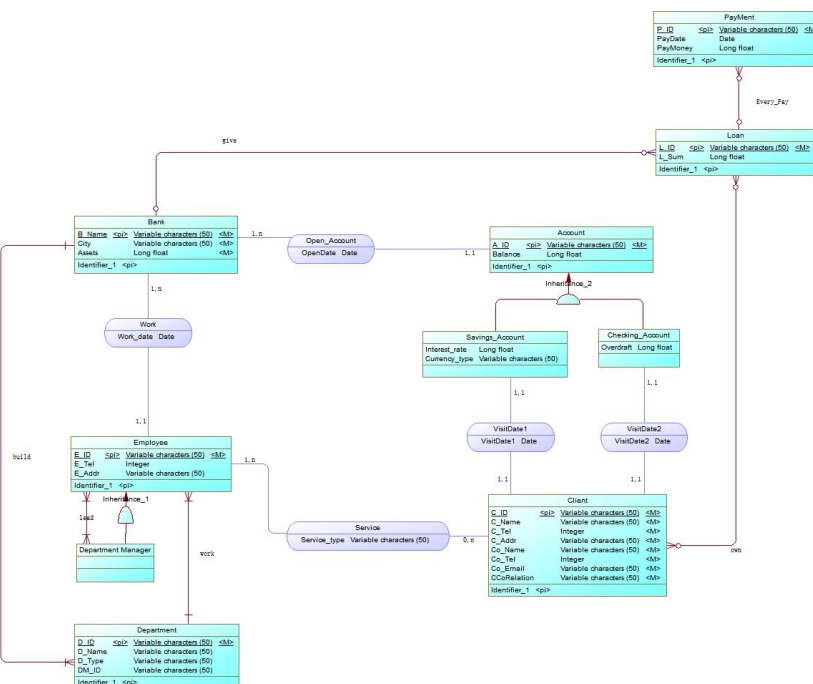 PayMent
P_ID <pi> Variable characters (50)
PayDate Date
PayMoney Long float
Identifier_1 <pi>
Every_Pay
Loan
L_ID <pi> Variable characters (50) <M>
L_Sum Long float
Identifier_1 <pi>
give
Bank
B_Name <pi> Variable characters (50) <M>
City Variable characters (50) <M>
Assets Long float <M>
Identifier_1 <pi>
1,n
Open_Account
OpenDate Date
1,1
Account
A_ID <pi> Variable characters (50) <M>
Balance Long float
Identifier_1 <pi>
Inheritance_2
1,n
Work
Work_date Date
1,1
Savings_Account
Interest_rate Long float
Currency_type Variable characters (50)
Checking_Account
Overdraft Long float
1,1
1,1
VisitDate1
VisitDate1 Date
VisitDate2
VisitDate2 Date
1,1
1,1
build
Employee
E_ID <pi> Variable characters (50) <M>
E_Tel Integer
E_Addr Variable characters (50)
Identifier_1 <pi>
1,n
Inheritance_1
lead
Department Manager
work
Service
Service_type Variable characters (50)
0,n
Client
C_ID <pi> Variable characters (50) <M>
C_Name Variable characters (50) <M>
C_Tel Integer <M>
C_Addr Variable characters (50) <M>
Co_Name Variable characters (50) <M>
Co_Tel Integer <M>
Co_Email Variable characters (50) <M>
CCoRelation Variable characters (50) <M>
Identifier_1 <pi>
own
Department
D_ID <pi> Variable characters (50) <M>
D_Name Variable characters (50)
D_Type Variable characters (50)
DM_ID Variable characters (50)
Identifier_1 <pi>